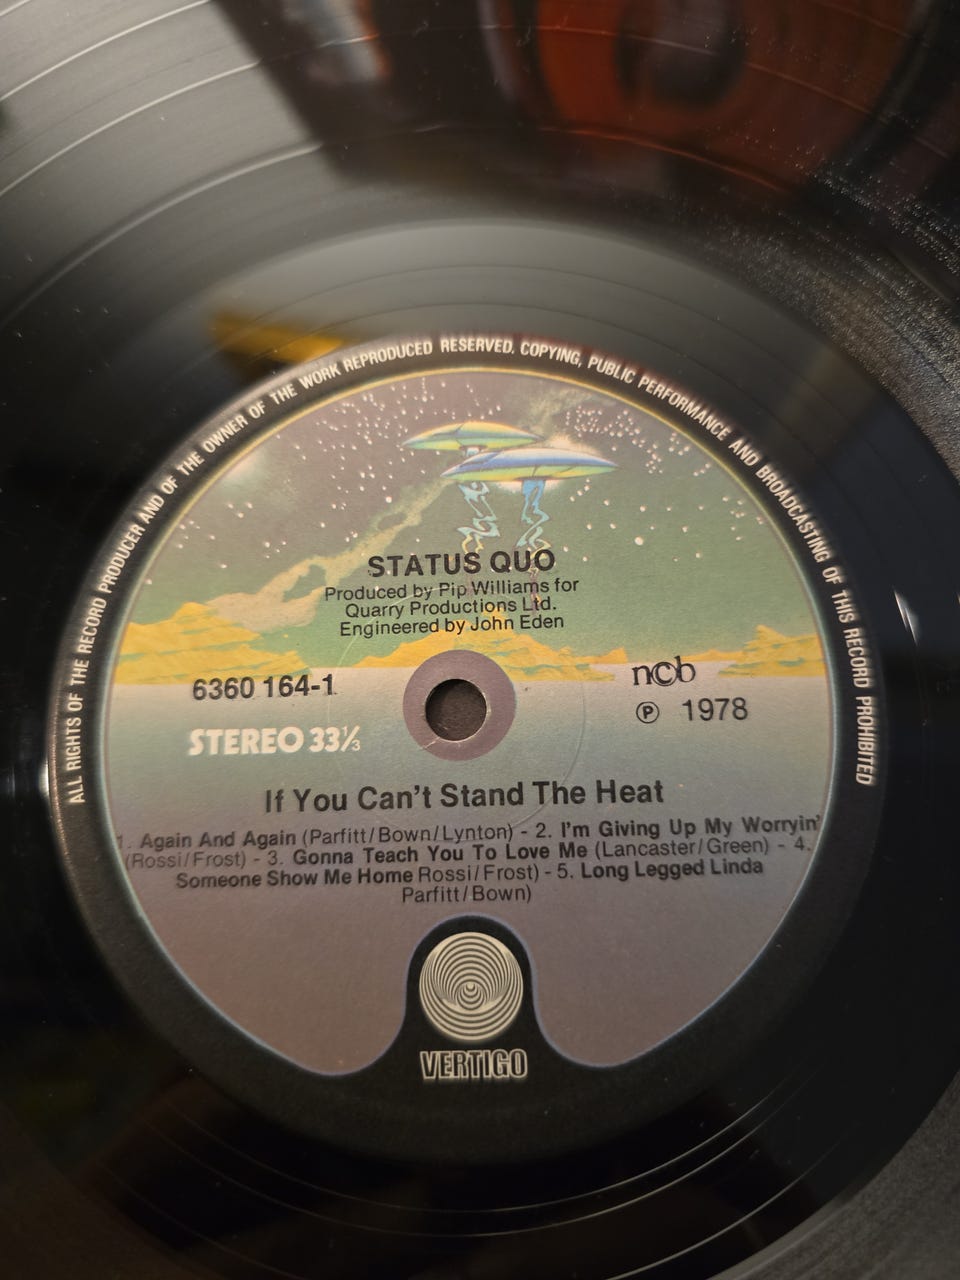 ALL RIGHTS OF THE RECORD PRODUCER AND OF THE OWNER OF THE WORK REPRODUCED RESERVED. COPYING, PUBLIC PERFORMANCE AND BROADCASTING OF THIS RECORD PROHIBITED
STATUS QUO
Produced by Pip Williams for
Quarry Productions Ltd.
Engineered by John Eden
6360 164-1
ncb
STEREO 33⅓
℗ 1978
If You Can't Stand The Heat
1. Again And Again (Parfitt/Bown/Lynton) - 2. I'm Giving Up My Worryin'
(Rossi/Frost) - 3. Gonna Teach You To Love Me (Lancaster/Green) - 4.
Someone Show Me Home Rossi/Frost) - 5. Long Legged Linda
Parfitt/Bown)
VERTIGO